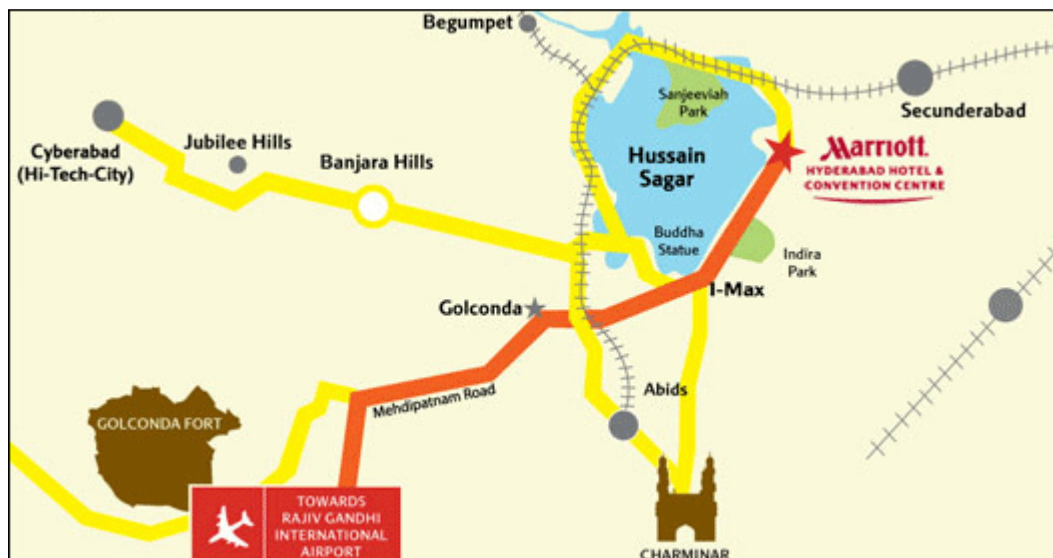 Begumpet
Sanjeeviah
Park
Secunderabad
Cyberabad
(Hi-Tech-City)
Jubilee Hills
Banjara Hills
Hussain
Sagar
Marriott
HYDERABAD HOTEL &
CONVENTION CENTRE
Buddha
Statue
Indira
Park
I-Max
Golconda
Mehdipatnam Road
Abids
GOLCONDA FORT
TOWARDS
RAJIV GANDHI
INTERNATIONAL
AIRPORT
CHARMINAR